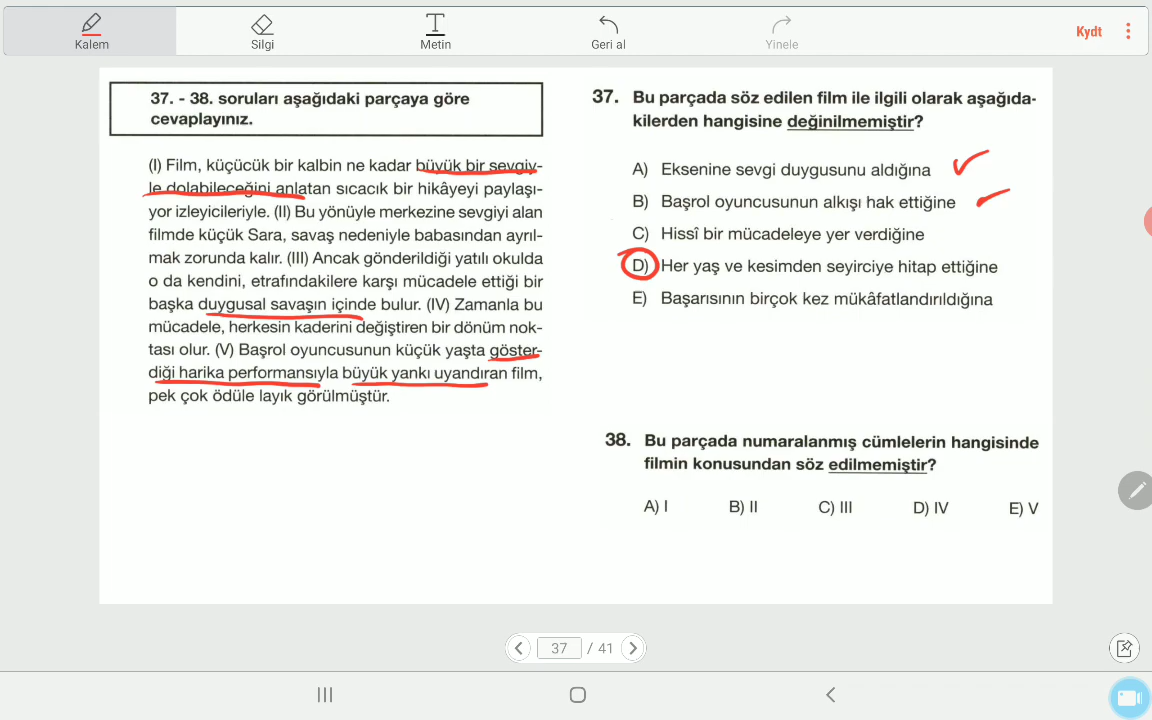 Kalem
Silgi
Metin
Geri al
Yinele
Kydt
37. - 38. soruları aşağıdaki parçaya göre
cevaplayınız.
(I) Film, küçücük bir kalbin ne kadar büyük bir sevgiy-
le dolabileceğini anlatan sıcacık bir hikâyeyi paylaşı-
yor izleyicileriyle. (II) Bu yönüyle merkezine sevgiyi alan
filmde küçük Sara, savaş nedeniyle babasından ayrıl-
mak zorunda kalır. (III) Ancak gönderildiği yatılı okulda
o da kendini, etrafındakilere karşı mücadele ettiği bir
başka duygusal savaşın içinde bulur. (IV) Zamanla bu
mücadele, herkesin kaderini değiştiren bir dönüm nok-
tası olur. (V) Başrol oyuncusunun küçük yaşta göster-
diği harika performansıyla büyük yankı uyandıran film,
pek çok ödüle layık görülmüştür.
37. Bu parçada söz edilen film ile ilgili olarak aşağıda-
kilerden hangisine değinilmemiştir?
A) Eksenine sevgi duygusunu aldığına
B) Başrol oyuncusunun alkışı hak ettiğine
C) Hissî bir mücadeleye yer verdiğine
D) Her yaş ve kesimden seyirciye hitap ettiğine
E) Başarısının birçok kez mükâfatlandırıldığına
38. Bu parçada numaralanmış cümlelerin hangisinde
filmin konusundan söz edilmemiştir?
A) I B) II C) III D) IV E) V
37 / 41